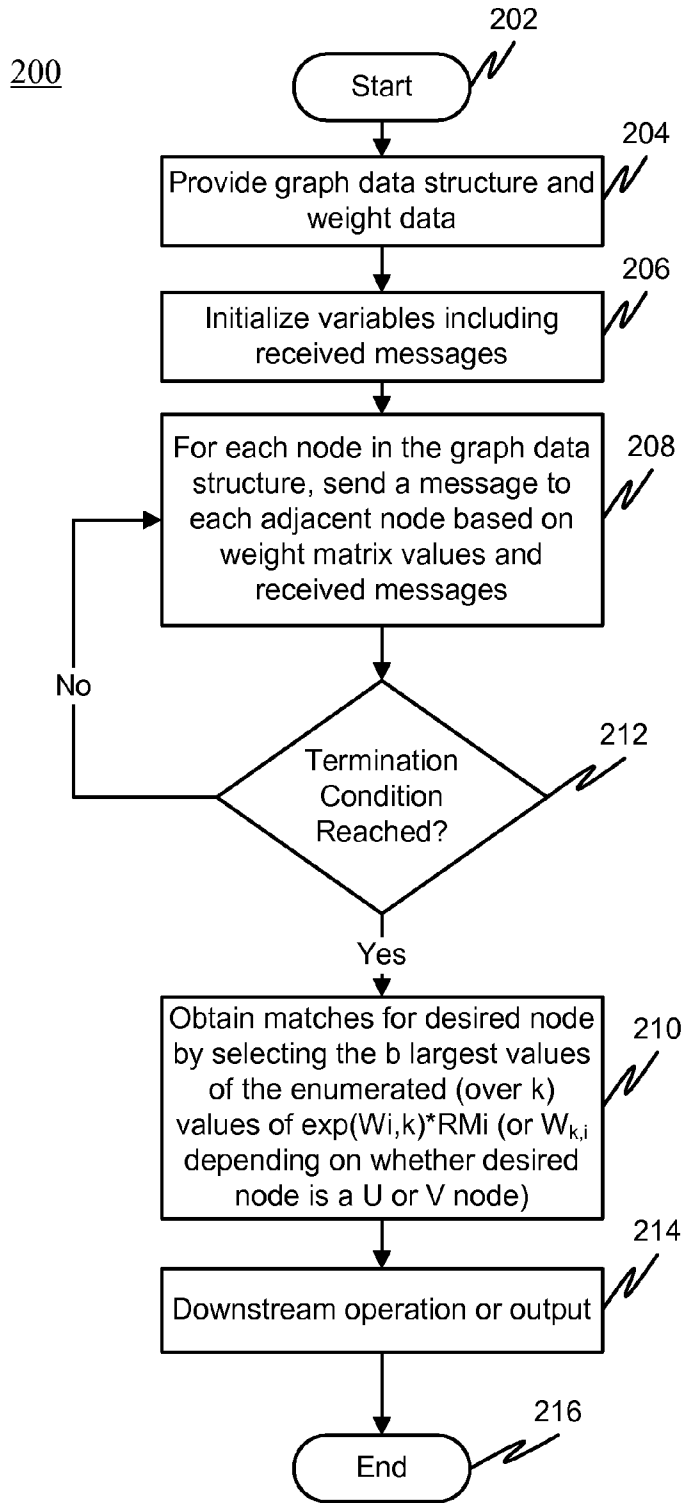 200
202
Start
204
Provide graph data structure and
weight data
206
Initialize variables including
received messages
208
For each node in the graph data
structure, send a message to
each adjacent node based on
weight matrix values and
received messages
No
212
Termination
Condition
Reached?
Yes
210
Obtain matches for desired node
by selecting the b largest values
of the enumerated (over k)
values of exp(Wi,k)*RMi (or Wk,i
depending on whether desired
node is a U or V node)
214
Downstream operation or output
216
End